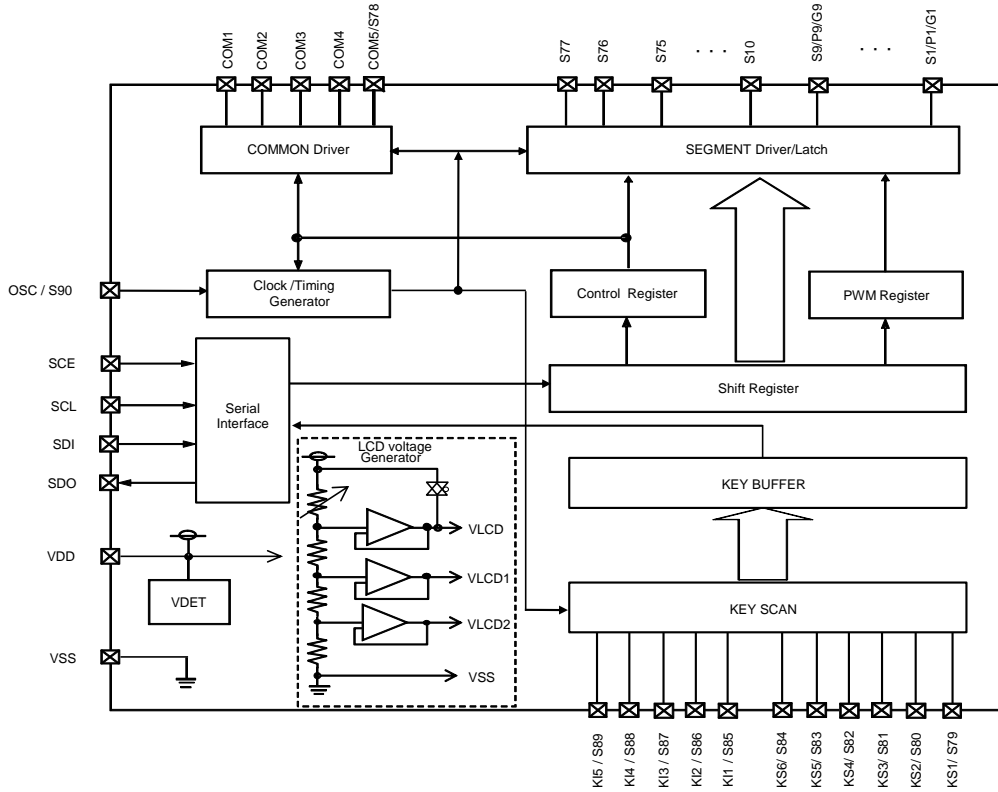 COM1
COM2
COM3
COM4
COM5/S78
S77
S76
S75
. . .
S10
S9/P9/G9
. . .
S1/P1/G1
COMMON Driver
SEGMENT Driver/Latch
OSC / S90
Clock /Timing
Generator
Control Register
PWM Register
SCE
SCL
SDI
SDO
Serial
Interface
Shift Register
LCD voltage
Generator
KEY BUFFER
VLCD
VLCD1
VLCD2
VSS
VDD
VDET
VSS
KEY SCAN
KI5 / S89
KI4 / S88
KI3 / S87
KI2 / S86
KI1 / S85
KS6/ S84
KS5/ S83
KS4/ S82
KS3/ S81
KS2/ S80
KS1/ S79